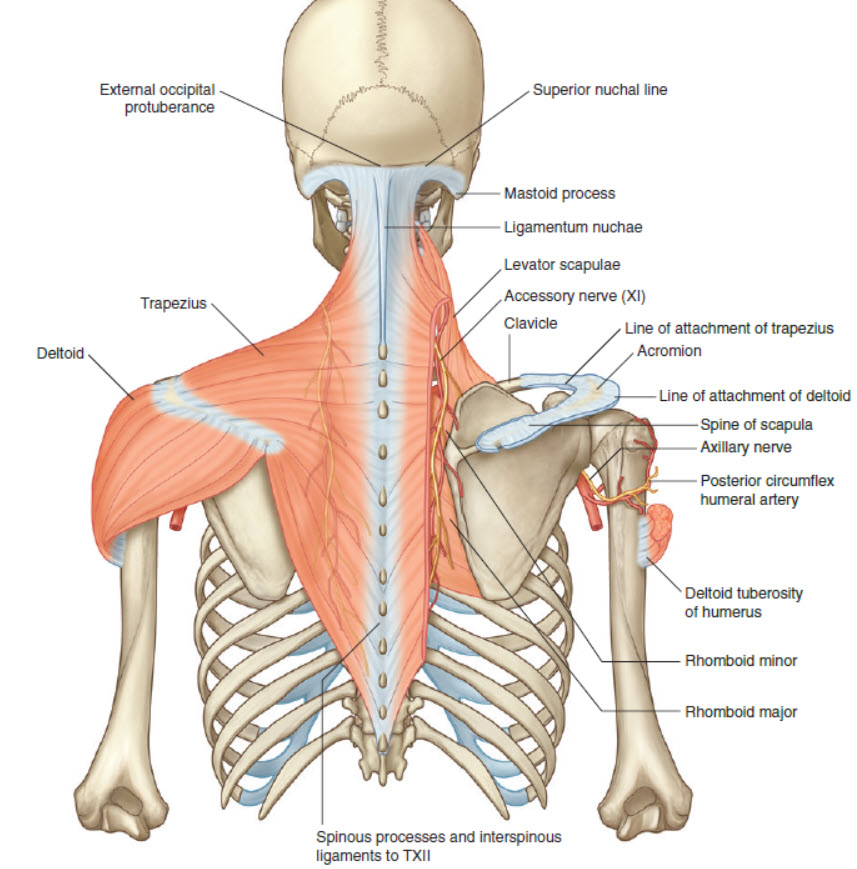 External occipital
protuberance
Superior nuchal line
Mastoid process
Ligamentum nuchae
Levator scapulae
Accessory nerve (XI)
Trapezius
Clavicle
Line of attachment of trapezius
Deltoid
Acromion
Line of attachment of deltoid
Spine of scapula
Axillary nerve
Posterior circumflex
humeral artery
Deltoid tuberosity
of humerus
Rhomboid minor
Rhomboid major
Spinous processes and interspinous
ligaments to TXII